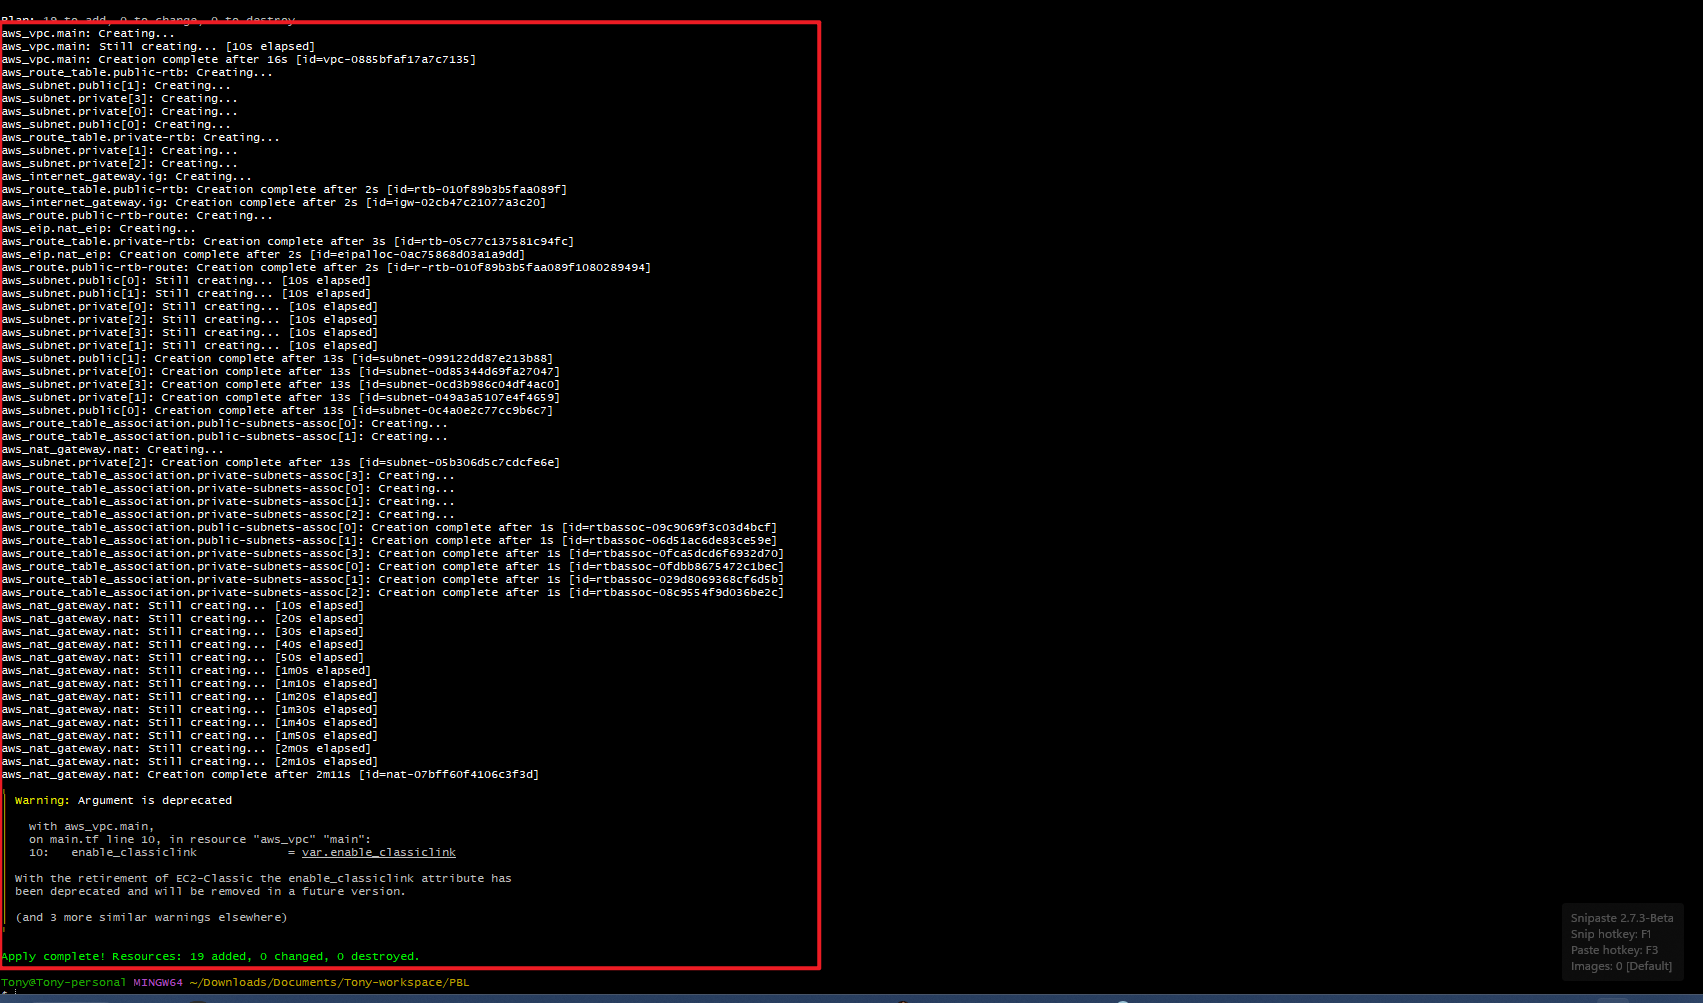 Plan: 19 to add, 0 to change, 0 to destroy.
aws_vpc.main: Creating...
aws_vpc.main: Still creating... [10s elapsed]
aws_vpc.main: Creation complete after 16s [id=vpc-0885bfaf17a7c7135]
aws_route_table.public-rtb: Creating...
aws_subnet.public[1]: Creating...
aws_subnet.private[3]: Creating...
aws_subnet.private[0]: Creating...
aws_subnet.public[0]: Creating...
aws_route_table.private-rtb: Creating...
aws_subnet.private[1]: Creating...
aws_subnet.private[2]: Creating...
aws_internet_gateway.ig: Creating...
aws_route_table.public-rtb: Creation complete after 2s [id=rtb-010f89b3b5faa089f]
aws_internet_gateway.ig: Creation complete after 2s [id=igw-02cb47c21077a3c20]
aws_route.public-rtb-route: Creating...
aws_eip.nat_eip: Creating...
aws_route_table.private-rtb: Creation complete after 3s [id=rtb-05c77c137581c94fc]
aws_eip.nat_eip: Creation complete after 2s [id=eipalloc-0ac75868d03a1a9dd]
aws_route.public-rtb-route: Creation complete after 2s [id=r-rtb-010f89b3b5faa089f1080289494]
aws_subnet.public[0]: Still creating... [10s elapsed]
aws_subnet.public[1]: Still creating... [10s elapsed]
aws_subnet.private[0]: Still creating... [10s elapsed]
aws_subnet.private[2]: Still creating... [10s elapsed]
aws_subnet.private[3]: Still creating... [10s elapsed]
aws_subnet.private[1]: Still creating... [10s elapsed]
aws_subnet.public[1]: Creation complete after 13s [id=subnet-099122dd87e213b88]
aws_subnet.private[0]: Creation complete after 13s [id=subnet-0d85344d69fa27047]
aws_subnet.private[3]: Creation complete after 13s [id=subnet-0cd3b986c04df4ac0]
aws_subnet.private[1]: Creation complete after 13s [id=subnet-049a3a5107e4f4659]
aws_subnet.public[0]: Creation complete after 13s [id=subnet-0c4a0e2c77cc9b6c7]
aws_route_table_association.public-subnets-assoc[0]: Creating...
aws_route_table_association.public-subnets-assoc[1]: Creating...
aws_nat_gateway.nat: Creating...
aws_subnet.private[2]: Creation complete after 13s [id=subnet-05b306d5c7cdcfe6e]
aws_route_table_association.private-subnets-assoc[3]: Creating...
aws_route_table_association.private-subnets-assoc[0]: Creating...
aws_route_table_association.private-subnets-assoc[1]: Creating...
aws_route_table_association.private-subnets-assoc[2]: Creating...
aws_route_table_association.public-subnets-assoc[0]: Creation complete after 1s [id=rtbassoc-09c9069f3c03d4bcf]
aws_route_table_association.public-subnets-assoc[1]: Creation complete after 1s [id=rtbassoc-06d51ac6de83ce59e]
aws_route_table_association.private-subnets-assoc[3]: Creation complete after 1s [id=rtbassoc-0fca5dcd6f6932d70]
aws_route_table_association.private-subnets-assoc[0]: Creation complete after 1s [id=rtbassoc-0fdbb8675472c1bec]
aws_route_table_association.private-subnets-assoc[1]: Creation complete after 1s [id=rtbassoc-029d8069368cf6d5b]
aws_route_table_association.private-subnets-assoc[2]: Creation complete after 1s [id=rtbassoc-08c9554f9d036be2c]
aws_nat_gateway.nat: Still creating... [10s elapsed]
aws_nat_gateway.nat: Still creating... [20s elapsed]
aws_nat_gateway.nat: Still creating... [30s elapsed]
aws_nat_gateway.nat: Still creating... [40s elapsed]
aws_nat_gateway.nat: Still creating... [50s elapsed]
aws_nat_gateway.nat: Still creating... [1m0s elapsed]
aws_nat_gateway.nat: Still creating... [1m10s elapsed]
aws_nat_gateway.nat: Still creating... [1m20s elapsed]
aws_nat_gateway.nat: Still creating... [1m30s elapsed]
aws_nat_gateway.nat: Still creating... [1m40s elapsed]
aws_nat_gateway.nat: Still creating... [1m50s elapsed]
aws_nat_gateway.nat: Still creating... [2m0s elapsed]
aws_nat_gateway.nat: Still creating... [2m10s elapsed]
aws_nat_gateway.nat: Creation complete after 2m11s [id=nat-07bff60f4106c3f3d]
Warning: Argument is deprecated
with aws_vpc.main,
on main.tf line 10, in resource "aws_vpc" "main":
10: enable_classiclink = var.enable_classiclink
With the retirement of EC2-Classic the enable_classiclink attribute has
been deprecated and will be removed in a future version.
(and 3 more similar warnings elsewhere)
Apply complete! Resources: 19 added, 0 changed, 0 destroyed.
Tony@Tony-personal MINGW64 ~/Downloads/Documents/Tony-workspace/PBL
Snipaste 2.7.3-Beta
Snip hotkey: F1
Paste hotkey: F3
Images: 0 [Default]